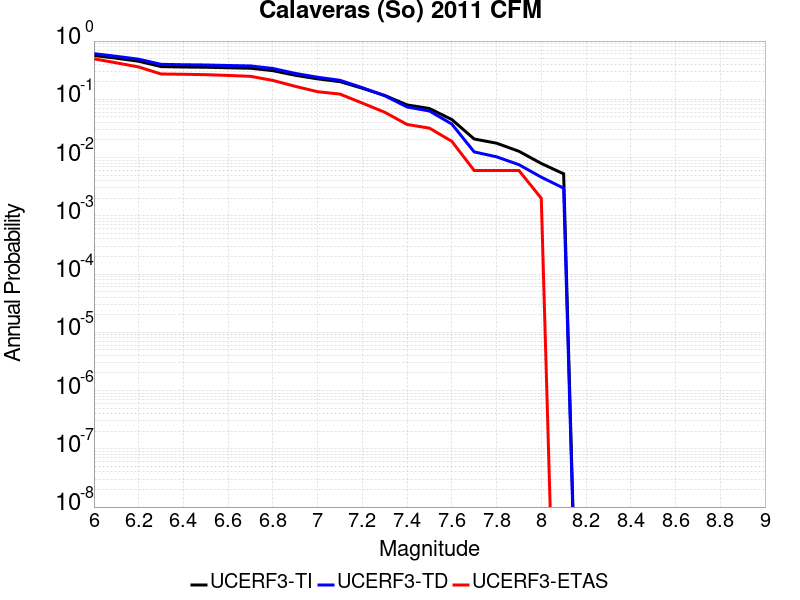 Calaveras (So) 2011 CFM
10 0
10 -1
10 -2
10 -3
10 -4
10 -5
10 -6
10 -7
10 -8
Annual Probability
6 6.2 6.4 6.6 6.8 7 7.2 7.4 7.6 7.8 8 8.2 8.4 8.6 8.8 9
Magnitude
UCERF3-TI UCERF3-TD UCERF3-ETAS